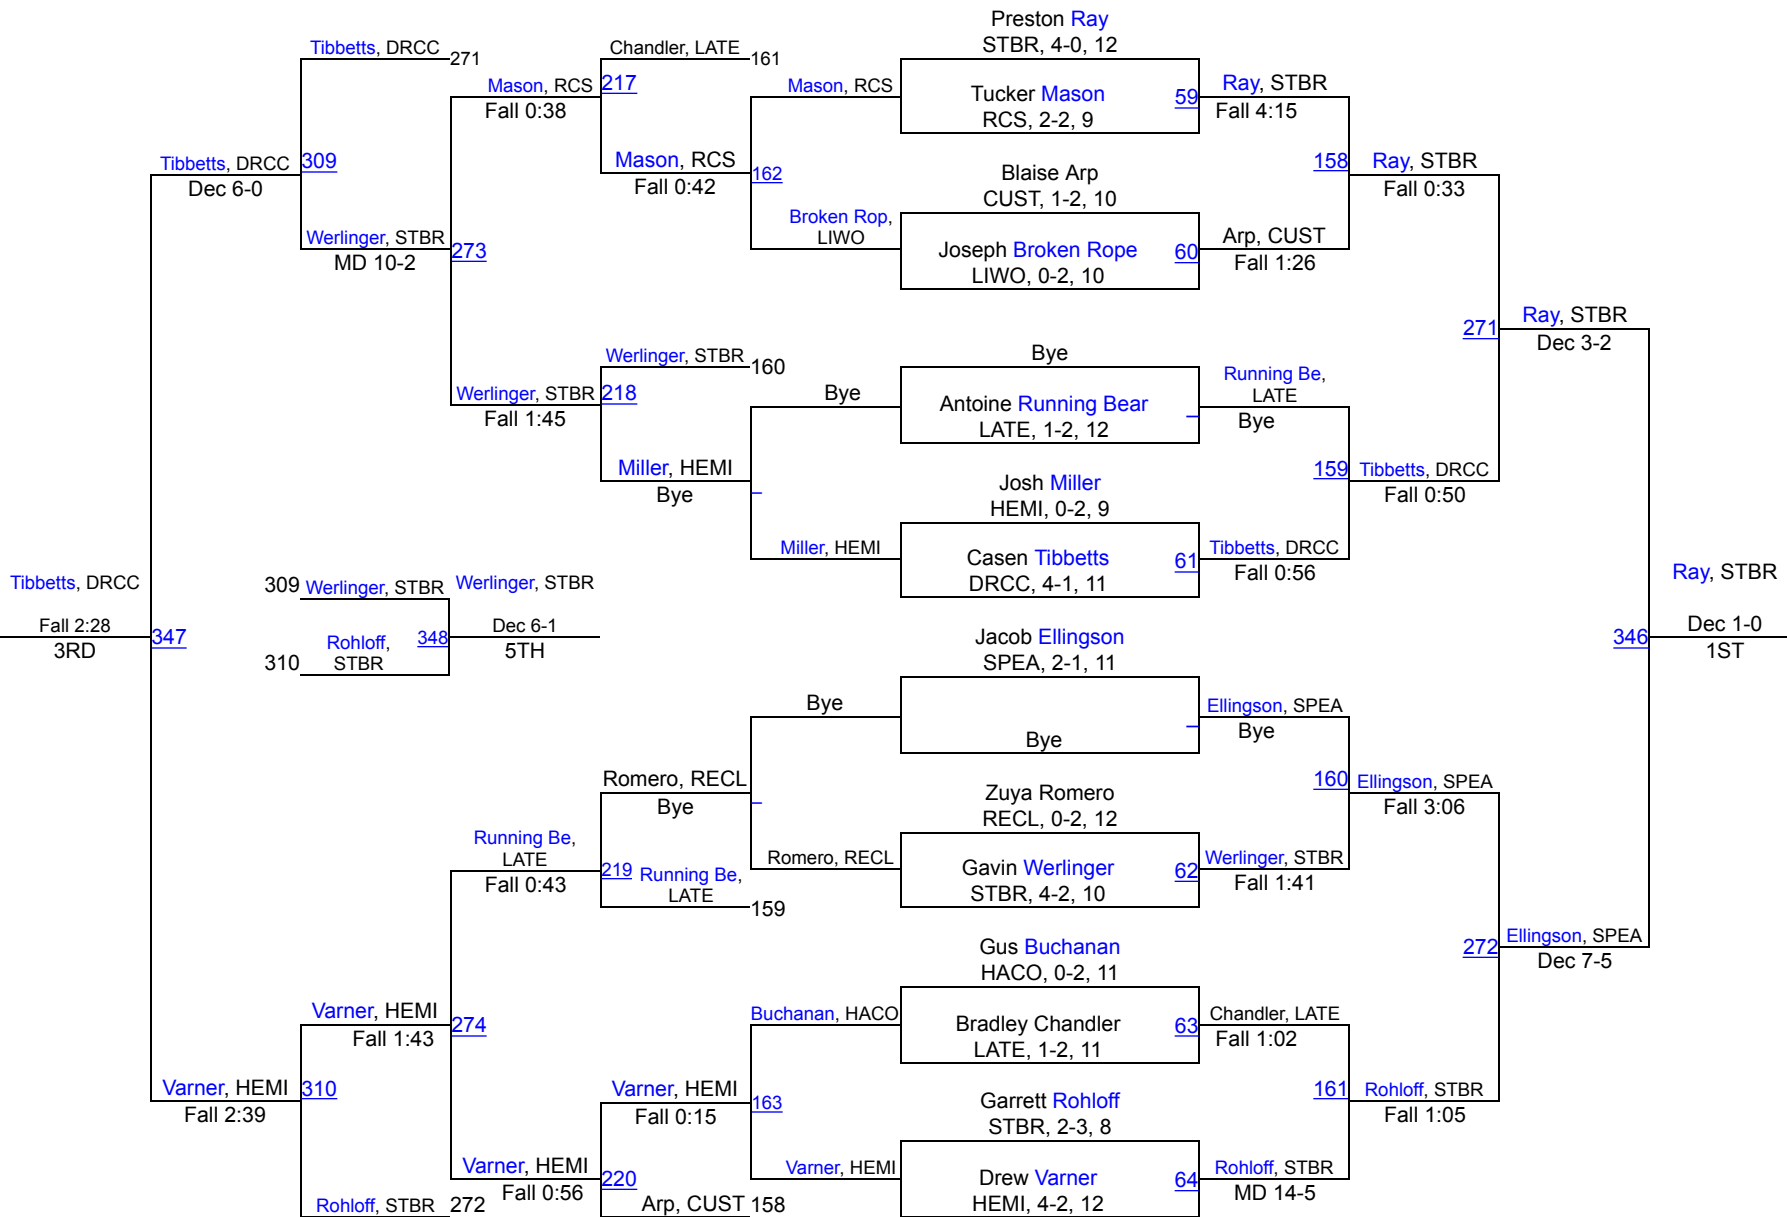 Preston Ray
STBR, 4-0, 12
Tibbetts, DRCC
271
Chandler, LATE
161
Mason, RCS
217
Mason, RCS
Tucker Mason
RCS, 2-2, 9
59
Ray, STBR
Fall 0:38
Fall 4:15
Tibbetts, DRCC
309
Dec 6-0
Mason, RCS
Fall 0:42
162
Blaise Arp
CUST, 1-2, 10
158
Ray, STBR
Fall 0:33
Werlinger, STBR
MD 10-2
273
Broken Rop,
LIWO
Joseph Broken Rope
LIWO, 0-2, 10
60
Arp, CUST
Fall 1:26
271
Ray, STBR
Dec 3-2
Werlinger, STBR
160
Bye
Werlinger, STBR
218
Fall 1:45
Bye
Antoine Running Bear
LATE, 1-2, 12
Running Be,
LATE
Bye
Miller, HEMI
Bye
Josh Miller
HEMI, 0-2, 9
159
Tibbetts, DRCC
Fall 0:50
Miller, HEMI
Casen Tibbetts
DRCC, 4-1, 11
61
Tibbetts, DRCC
Fall 0:56
Tibbetts, DRCC
Fall 2:28
3RD
347
309
Werlinger, STBR
310
Rohloff,
STBR
348
Werlinger, STBR
Dec 6-1
5TH
Ray, STBR
346
Dec 1-0
1ST
Jacob Ellingson
SPEA, 2-1, 11
Bye
Bye
Ellingson, SPEA
Bye
Romero, RECL
Bye
Zuya Romero
RECL, 0-2, 12
160
Ellingson, SPEA
Fall 3:06
Running Be,
LATE
Fall 0:43
219
Running Be,
LATE
159
Romero, RECL
Gavin Werlinger
STBR, 4-2, 10
62
Werlinger, STBR
Fall 1:41
Gus Buchanan
HACO, 0-2, 11
272
Ellingson, SPEA
Dec 7-5
Varner, HEMI
Fall 1:43
274
Buchanan, HACO
Bradley Chandler
LATE, 1-2, 11
63
Chandler, LATE
Fall 1:02
Varner, HEMI
Fall 2:39
310
Varner, HEMI
Fall 0:15
163
Garrett Rohloff
STBR, 2-3, 8
161
Rohloff, STBR
Fall 1:05
Varner, HEMI
Fall 0:56
220
Varner, HEMI
Drew Varner
HEMI, 4-2, 12
64
Rohloff, STBR
MD 14-5
Rohloff, STBR
272
Arp, CUST
158